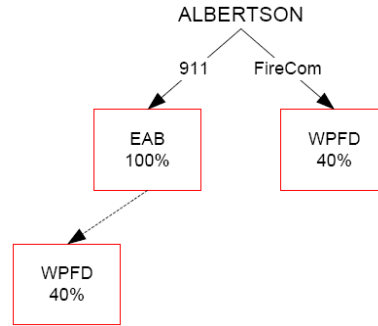 ALBERTSON
911
FireCom
EAB
100%
WPFD
40%
WPFD
40%